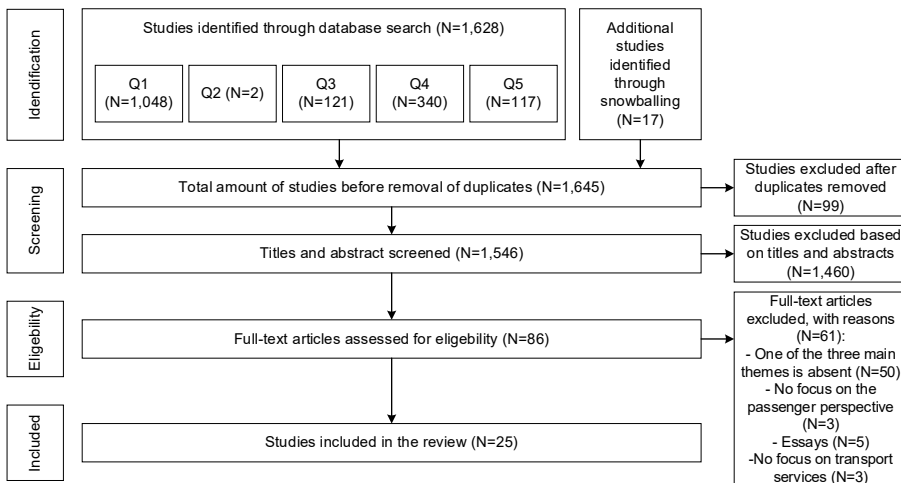 Idendification
Studies identified through database search (N=1,628)
Q1
(N=1,048)
Q2 (N=2)
Q3
(N=121)
Q4
(N=340)
Q5
(N=117)
Additional
studies
identified
through
snowballing
(N=17)
Screening
Total amount of studies before removal of duplicates (N=1,645)
Studies excluded after
duplicates removed
(N=99)
Titles and abstract screened (N=1,546)
Studies excluded based
on titles and abstracts
(N=1,460)
Eligebility
Full-text articles assessed for eligebility (N=86)
Full-text articles
excluded, with reasons
(N=61):
- One of the three main
themes is absent (N=50)
- No focus on the
passenger perspective
(N=3)
- Essays (N=5)
-No focus on transport
services (N=3)
Included
Studies included in the review (N=25)